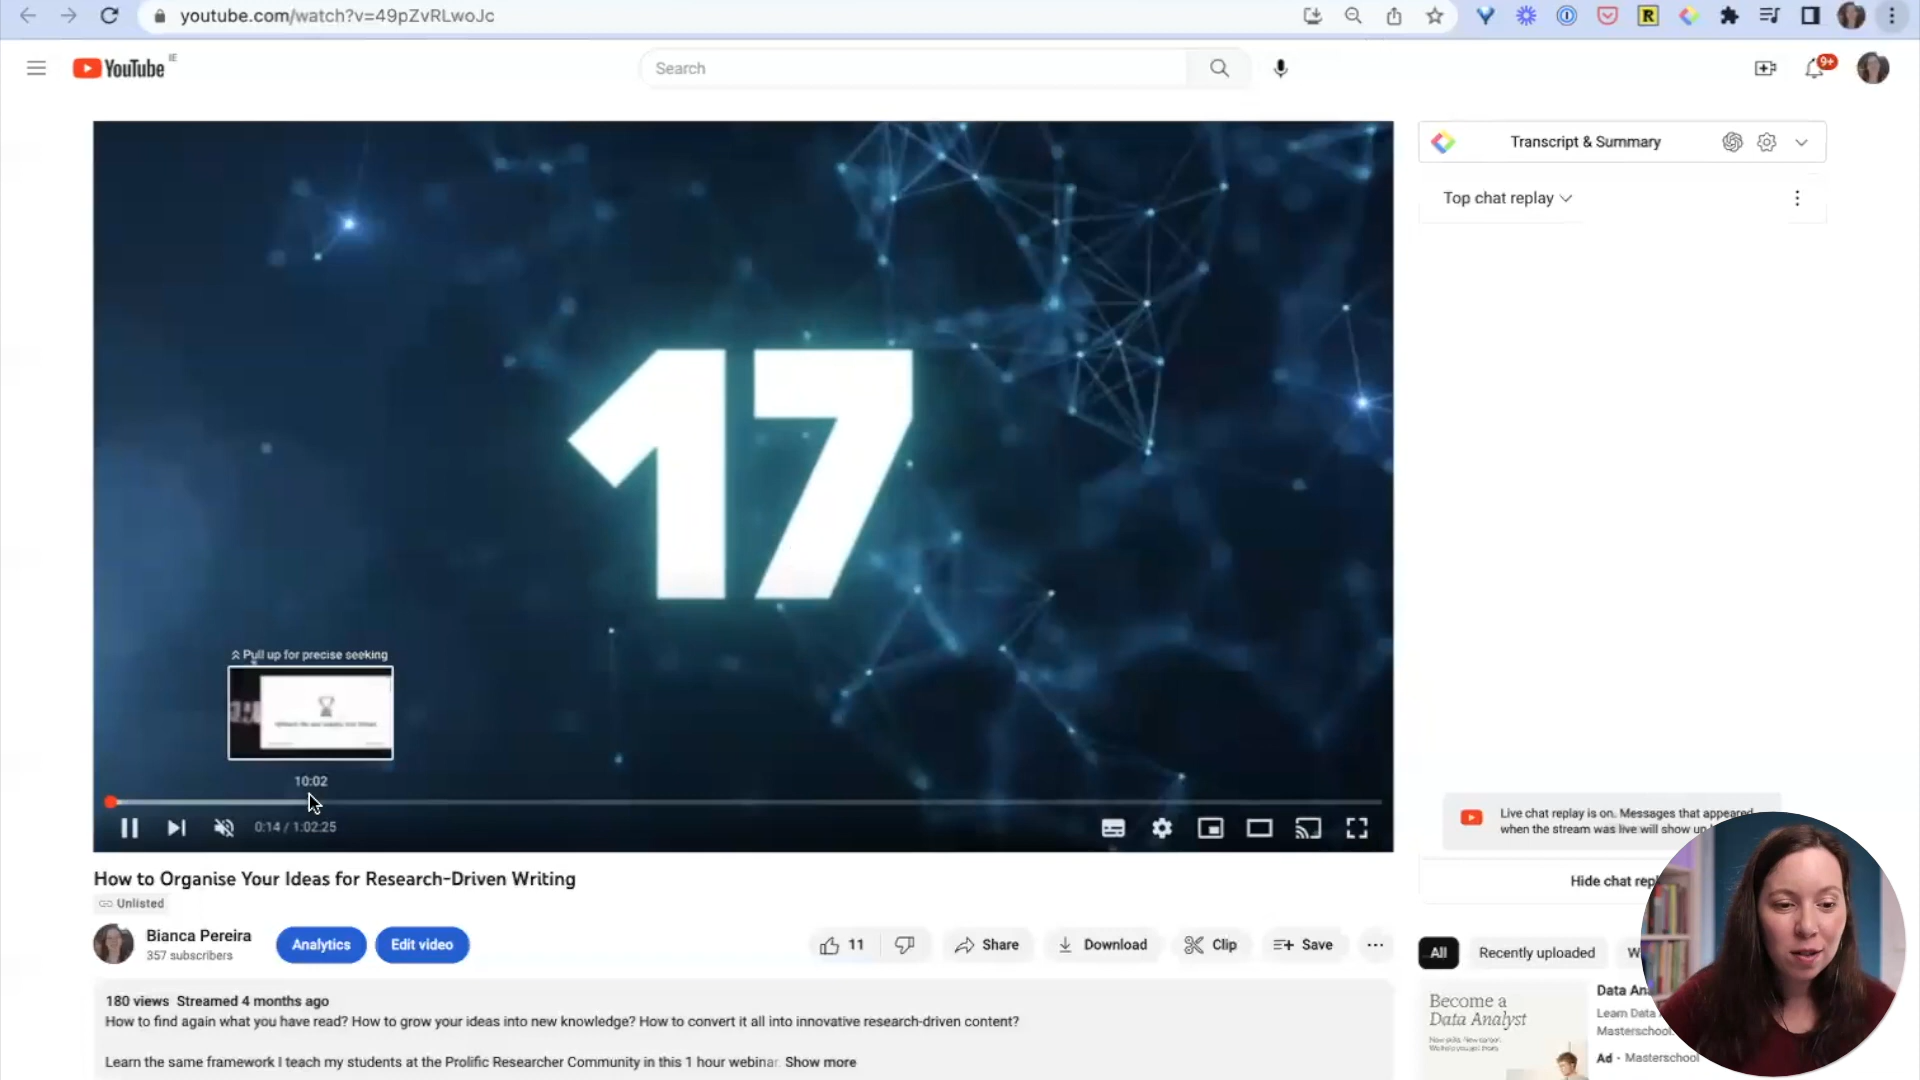 youtube.com/watch?v=49pZvRLwoJc
YouTube IE
Search
9+
17
Pull up for precise seeking
10:02
0:14 / 1:02:25
Transcript & Summary
Top chat replay
Live chat replay is on. Messages that appeared
when the stream was live will show up
Hide chat
How to Organise Your Ideas for Research-Driven Writing
Unlisted
Bianca Pereira
357 subscribers
Analytics
Edit video
11
Share
Download
Clip
Save
All
Recently uploaded
180 views Streamed 4 months ago
How to find again what you have read? How to grow your ideas into new knowledge? How to convert it all into innovative research-driven content?
Learn the same framework I teach my students at the Prolific Researcher Community in this 1 hour webinar. Show more
Become a
Data Analyst
New skills. New career.
Learn Data
Masterschool
Ad - Masterschool